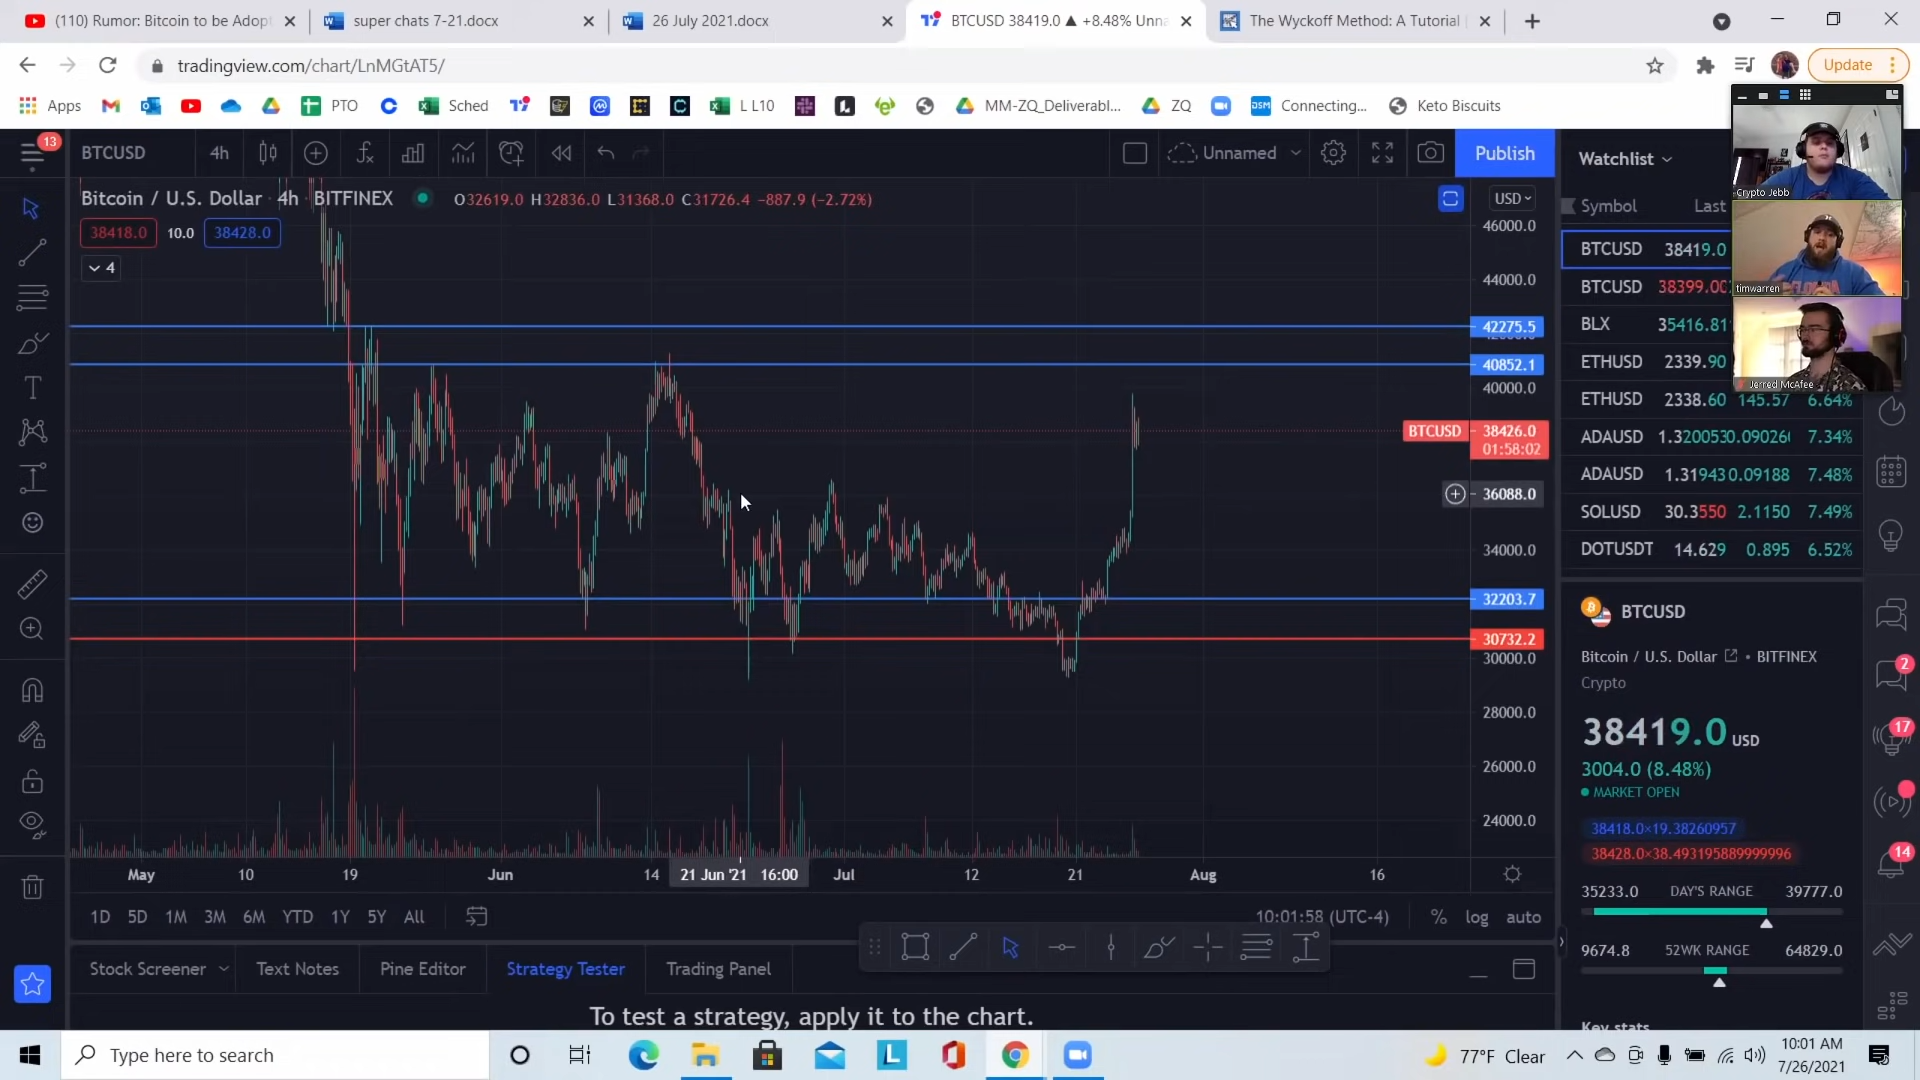 (110) Rumor: Bitcoin to be Adop
super chats 7-21.docx
26 July 2021.docx
BTCUSD 38419.0 ▲ +8.48% Unna
The Wyckoff Method: A Tutorial
tradingview.com/chart/LnMGtAT5/
Update
Apps
PTO
Sched
L L10
MM-ZQ_Deliverabl...
ZQ
Connecting...
Keto Biscuits
13
BTCUSD
4h
Unnamed
Publish
Watchlist
Crypto Jebb
timwarren
Jerred McAfee
Bitcoin / U.S. Dollar · 4h · BITFINEX
O32619.0 H32836.0 L31368.0 C31726.4 −887.9 (−2.72%)
38418.0
10.0
38428.0
4
USD
46000.0
44000.0
42275.5
40852.1
40000.0
BTCUSD
38426.0
01:58:02
36088.0
34000.0
32203.7
30732.2
30000.0
28000.0
26000.0
24000.0
Symbol
Last
BTCUSD 38419.0
BTCUSD 38399.00
BLX 35416.81
ETHUSD 2339.90
ETHUSD 2338.60 145.57 6.64%
ADAUSD 1.320053 0.09026 7.34%
ADAUSD 1.31943 0.09188 7.48%
SOLUSD 30.3550 2.1150 7.49%
DOTUSDT 14.629 0.895 6.52%
BTCUSD
Bitcoin / U.S. Dollar • BITFINEX
Crypto
38419.0 USD
3004.0 (8.48%)
MARKET OPEN
38418.0×19.38260957
38428.0×38.493195889999996
35233.0 DAY'S RANGE 39777.0
9674.8 52WK RANGE 64829.0
Key stats
2
17
14
May
10
19
Jun
14
21 Jun '21 16:00
Jul
12
21
Aug
16
1D 5D 1M 3M 6M YTD 1Y 5Y All
10:01:58 (UTC-4)
% log auto
Stock Screener
Text Notes
Pine Editor
Strategy Tester
Trading Panel
To test a strategy, apply it to the chart.
Type here to search
77°F Clear
10:01 AM
7/26/2021